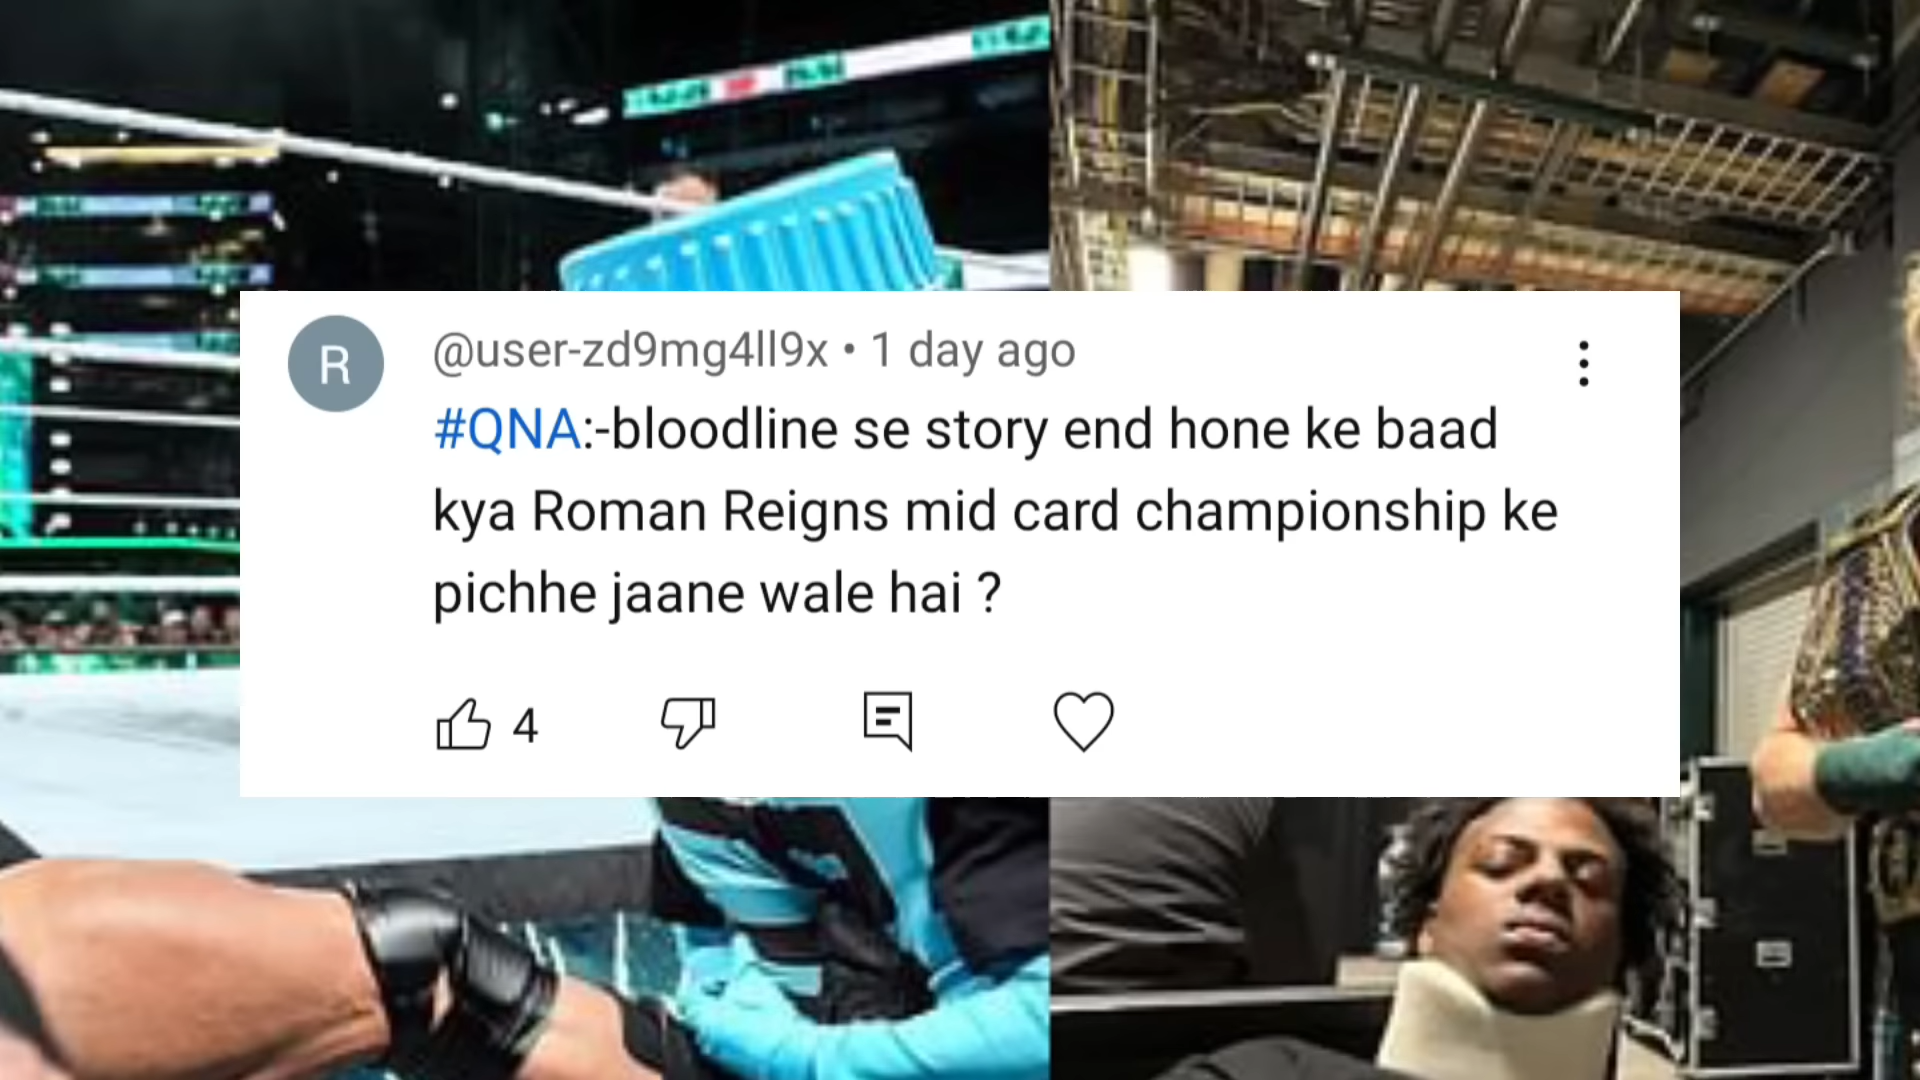 R
@user-zd9mg4ll9x • 1 day ago
#QNA:-bloodline se story end hone ke baad
kya Roman Reigns mid card championship ke
pichhe jaane wale hai ?
4